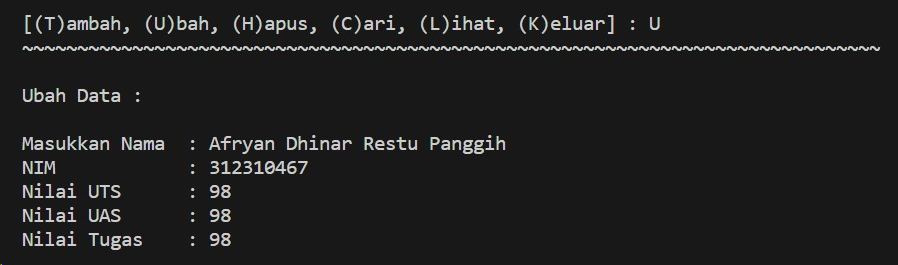 [(T)ambah, (U)bah, (H)apus, (C)ari, (L)ihat, (K)eluar] : U
~~~~~~~~~~~~~~~~~~~~~~~~~~~~~~~~~~~~~~~~~~~~~~~~~~~~~~~~~~~~~~~~~~~~~~~~~~~~~~
Ubah Data :
Masukkan Nama  : Afryan Dhinar Restu Panggih
NIM            : 312310467
Nilai UTS      : 98
Nilai UAS      : 98
Nilai Tugas    : 98